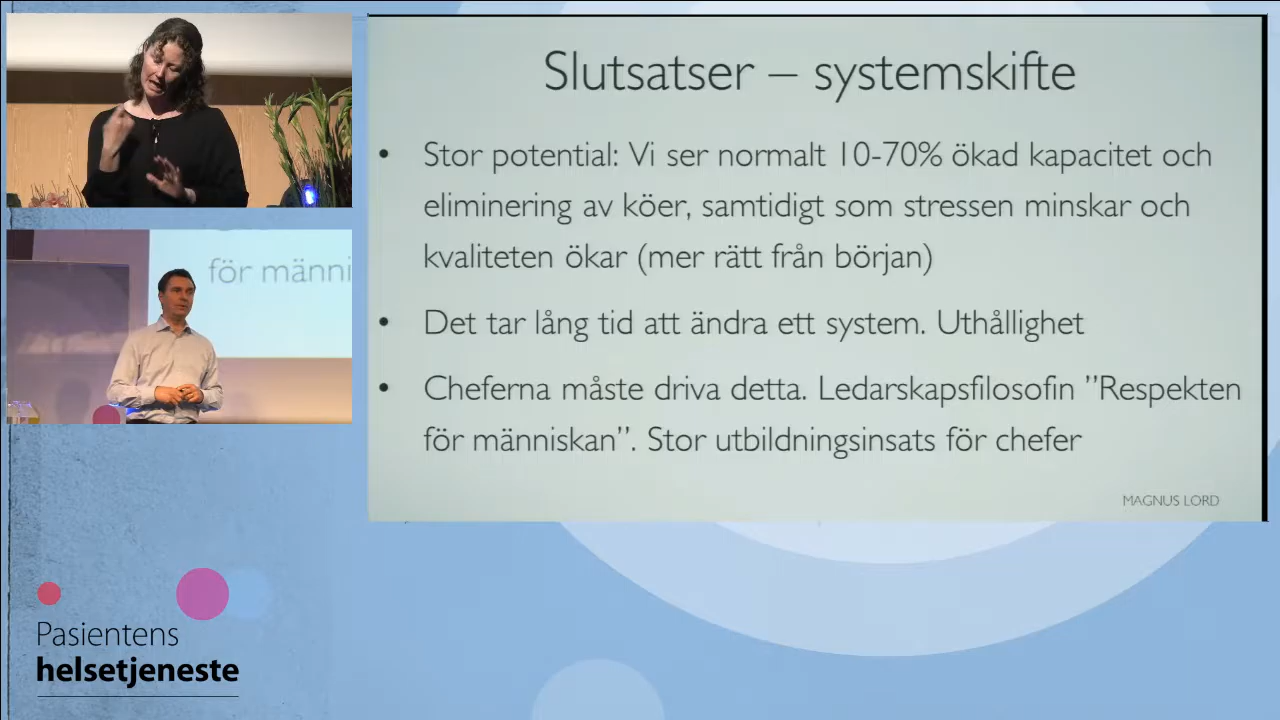 Slutsatser – systemskifte
• Stor potential: Vi ser normalt 10-70% ökad kapacitet och
eliminering av köer, samtidigt som stressen minskar och
kvaliteten ökar (mer rätt från början)
• Det tar lång tid att ändra ett system. Uthållighet
• Cheferna måste driva detta. Ledarskapsfilosofin ”Respekten
för människan”. Stor utbildningsinsats för chefer
MAGNUS LORD
för männi
Pasientens
helsetjeneste